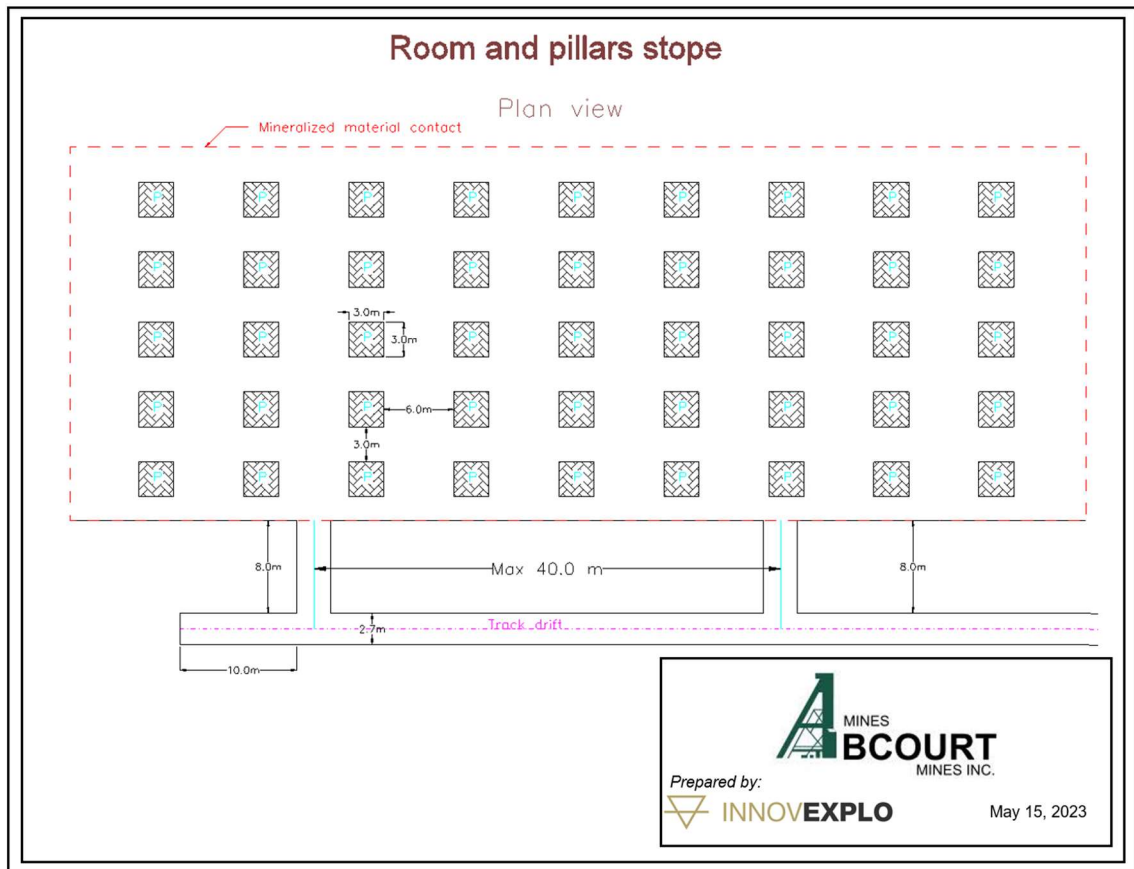 Room and pillars stope
Plan view
Mineralized material contact
P P P P P P P P P
P P P P P P P P P
3.0m
P P P P P P P P P
3.0m
P P P P P P P P P
6.0m
3.0m
P P P P P P P P P
8.0m
Max 40.0 m
8.0m
Track drift
2.7m
10.0m
MINES
ABCOURT
MINES INC.
Prepared by:
INNOVEXPLO
May 15, 2023